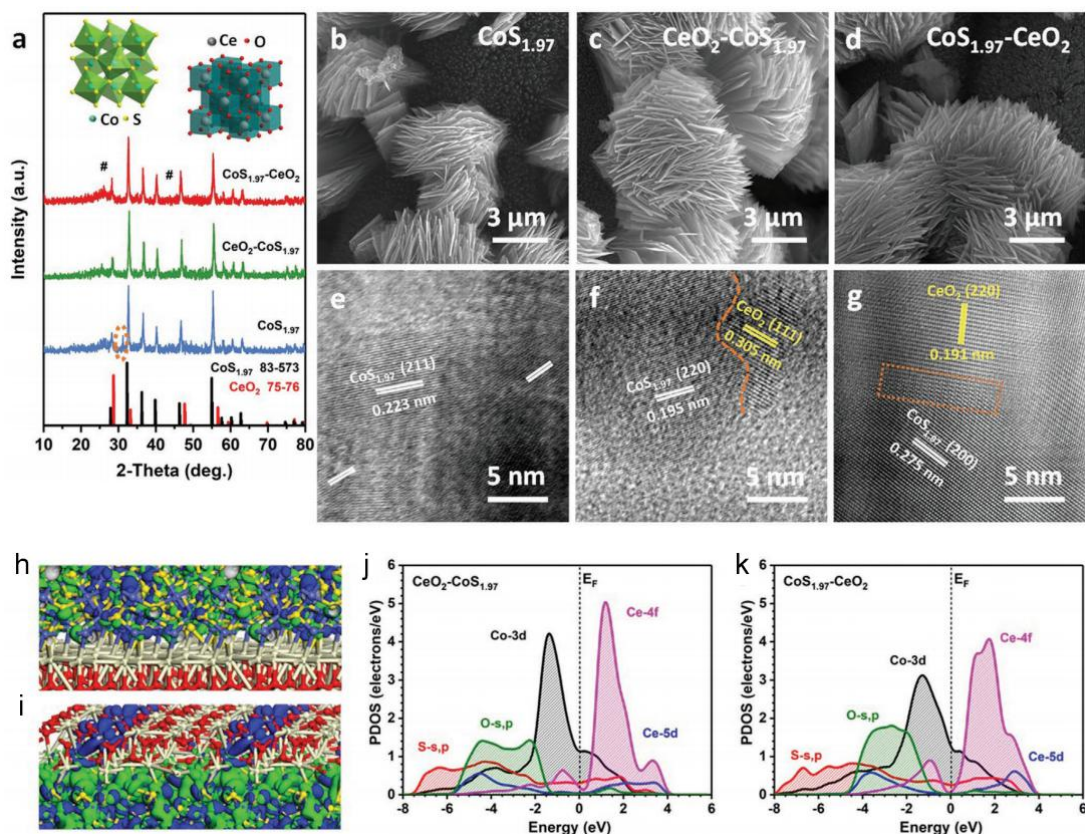 a
Ce
O
Co
S
#
#
CoS1.97-CeO2
CeO2-CoS1.97
CoS1.97
CoS1.97 83-573
CeO2 75-76
Intensity (a.u.)
10 20 30 40 50 60 70 80
2-Theta (deg.)
b
CoS1.97
3 μm
c
CeO2-CoS1.97
3 μm
d
CoS1.97-CeO2
3 μm
e
CoS1.97 (211)
0.223 nm
5 nm
f
CeO2 (111)
0.305 nm
CoS1.97 (220)
0.195 nm
5 nm
g
CeO2 (220)
0.191 nm
CoS1.97 (200)
0.275 nm
5 nm
h
i
j
CeO2-CoS1.97
EF
Ce-4f
Co-3d
O-s,p
S-s,p
Ce-5d
PDOS (electrons/eV)
6
5
4
3
2
1
0
-8 -6 -4 -2 0 2 4 6
Energy (eV)
k
CoS1.97-CeO2
EF
Ce-4f
Co-3d
O-s,p
S-s,p
Ce-5d
PDOS (electrons/eV)
6
5
4
3
2
1
0
-8 -6 -4 -2 0 2 4 6
Energy (eV)